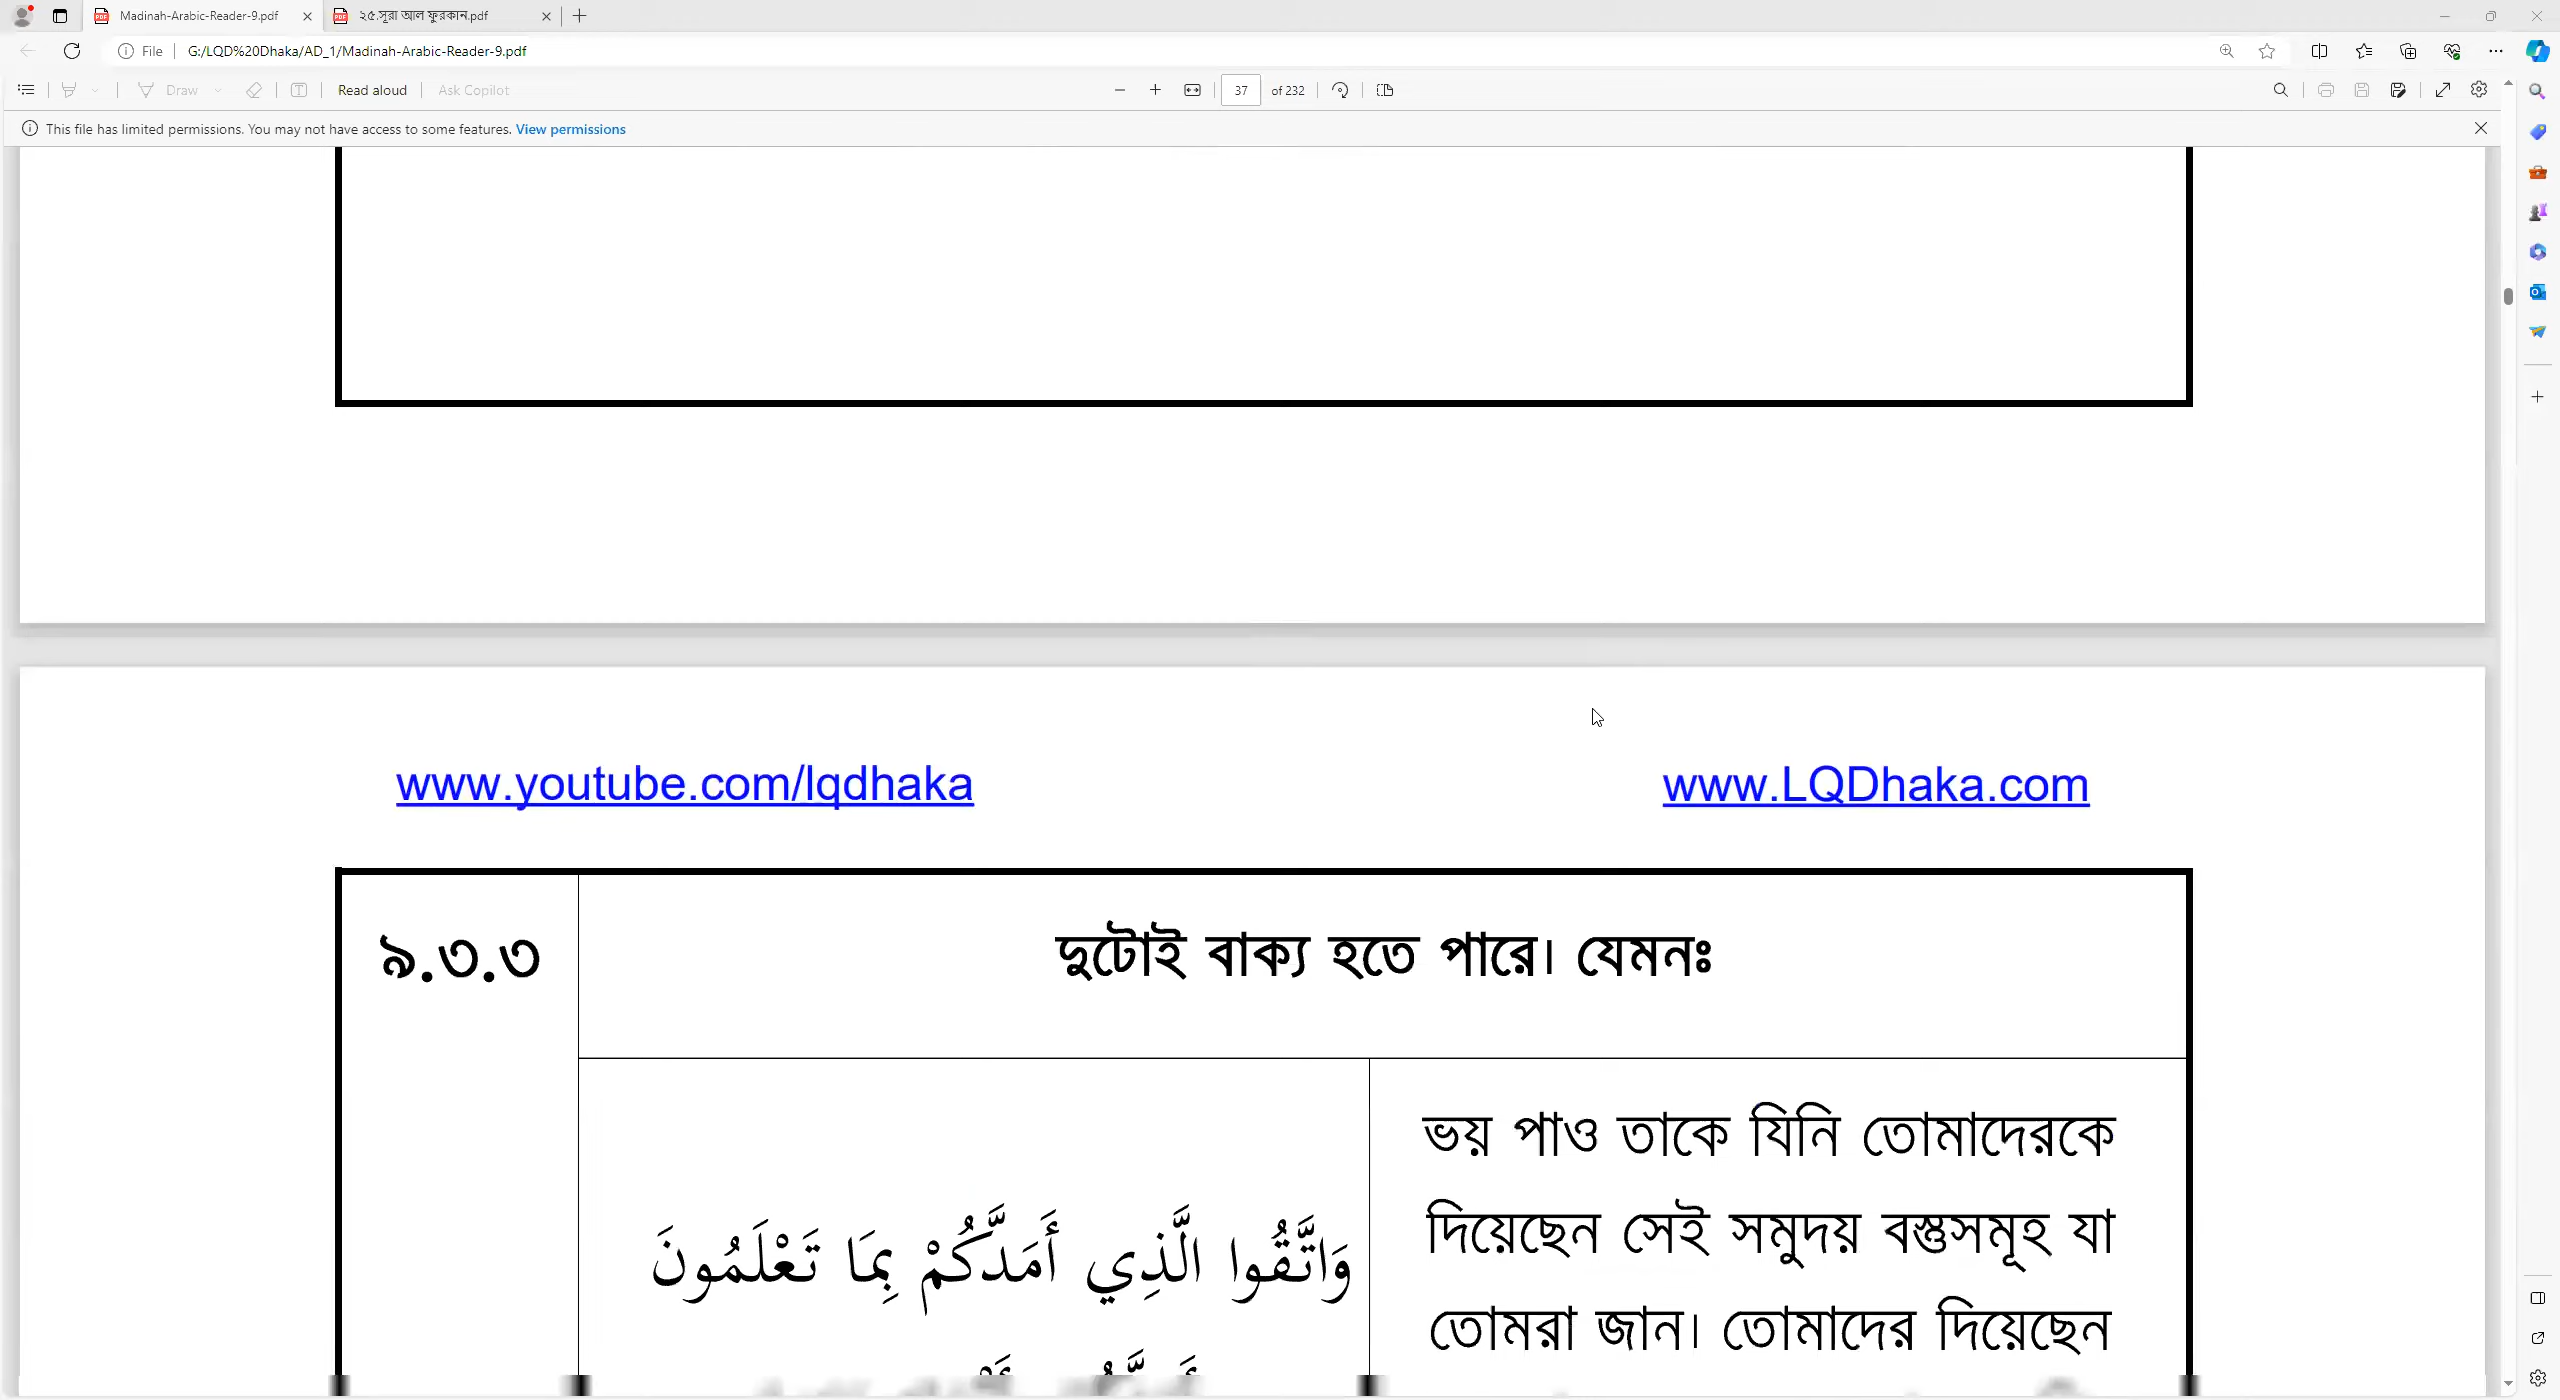 Madinah-Arabic-Reader-9.pdf
২৫.সূরা আল ফুরকান.pdf
File
G:/LQD%20Dhaka/AD_1/Madinah-Arabic-Reader-9.pdf
Draw
Read aloud
Ask Copilot
37 of 232
This file has limited permissions. You may not have access to some features. View permissions
www.youtube.com/lqdhaka
www.LQDhaka.com
৯.৩.৩
দুটোই বাক্য হতে পারে। যেমনঃ
وَاتَّقُوا الَّذِي أَمَدَّكُمْ بِمَا تَعْلَمُونَ
ভয় পাও তাকে যিনি তোমাদেরকে
দিয়েছেন সেই সমুদয় বস্তুসমূহ যা
তোমরা জান। তোমাদের দিয়েছেন